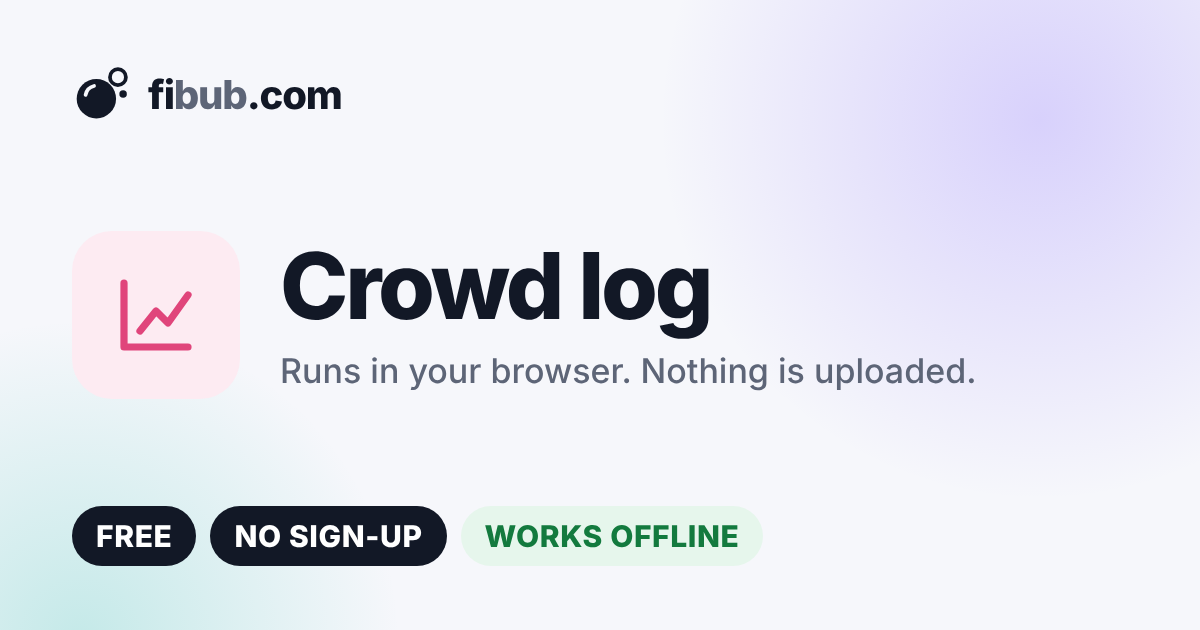 fibub.com
Crowd log
Runs in your browser. Nothing is uploaded.
FREE NO SIGN-UP WORKS OFFLINE